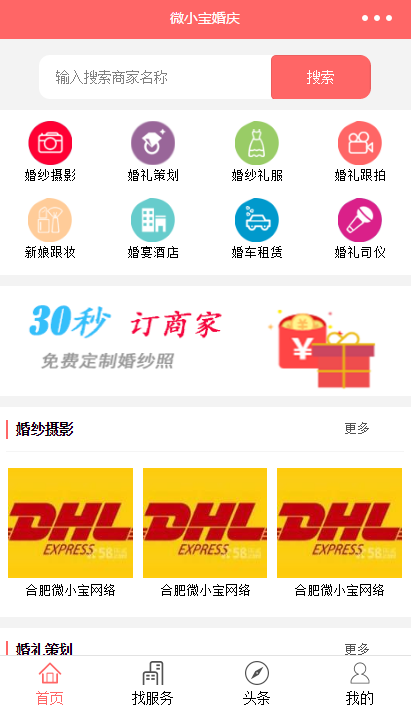 微小宝婚庆
输入搜索商家名称
搜索
婚纱摄影 婚礼策划 婚纱礼服 婚礼跟拍
新娘跟妆 婚宴酒店 婚车租赁 婚礼司仪
30秒 订商家
免费定制婚纱照
¥
婚纱摄影 更多
DHL DHL DHL
EXPRESS EXPRESS EXPRESS
合肥微小宝网络 合肥微小宝网络 合肥微小宝网络
婚礼策划 更多
首页 找服务 头条 我的